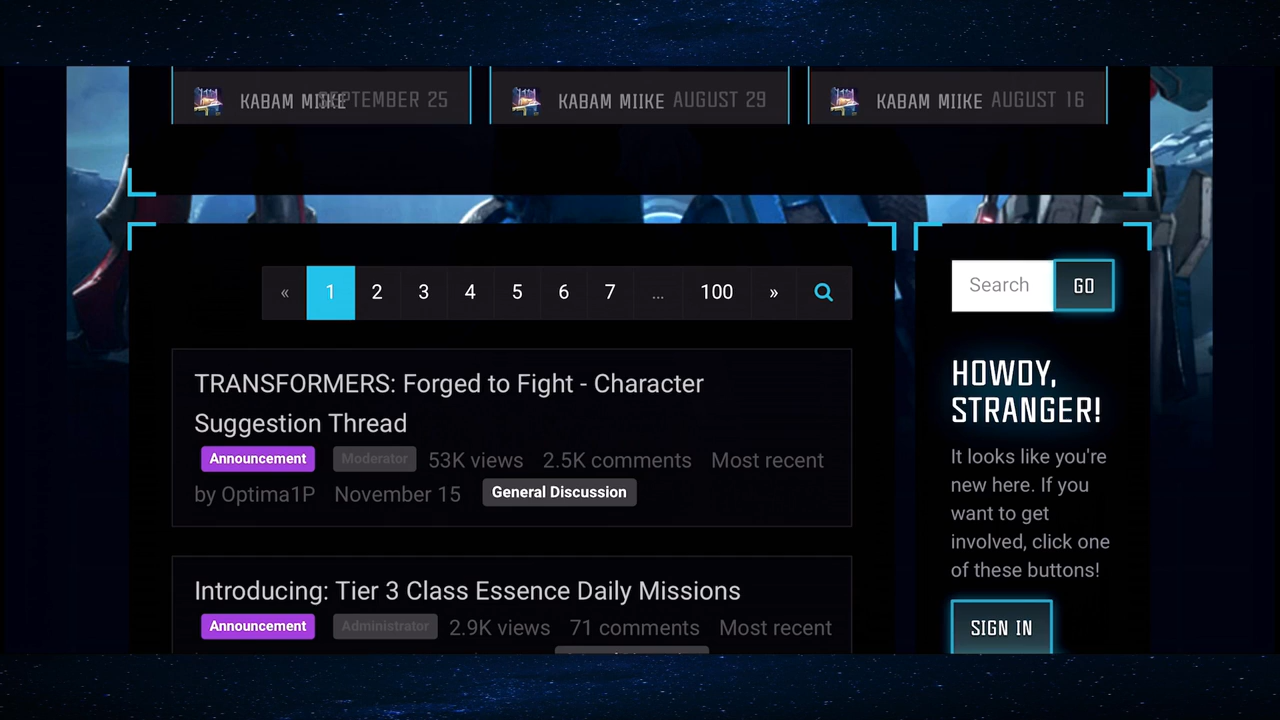 KABAM MIIKE SEPTEMBER 25 KABAM MIIKE AUGUST 29 KABAM MIIKE AUGUST 16
« 1 2 3 4 5 6 7 ... 100 »
TRANSFORMERS: Forged to Fight - Character
Suggestion Thread
Announcement Moderator 53K views 2.5K comments Most recent
by Optima1P November 15 General Discussion
Introducing: Tier 3 Class Essence Daily Missions
Announcement Administrator 2.9K views 71 comments Most recent
Search GO
HOWDY,
STRANGER!
It looks like you're
new here. If you
want to get
involved, click one
of these buttons!
SIGN IN